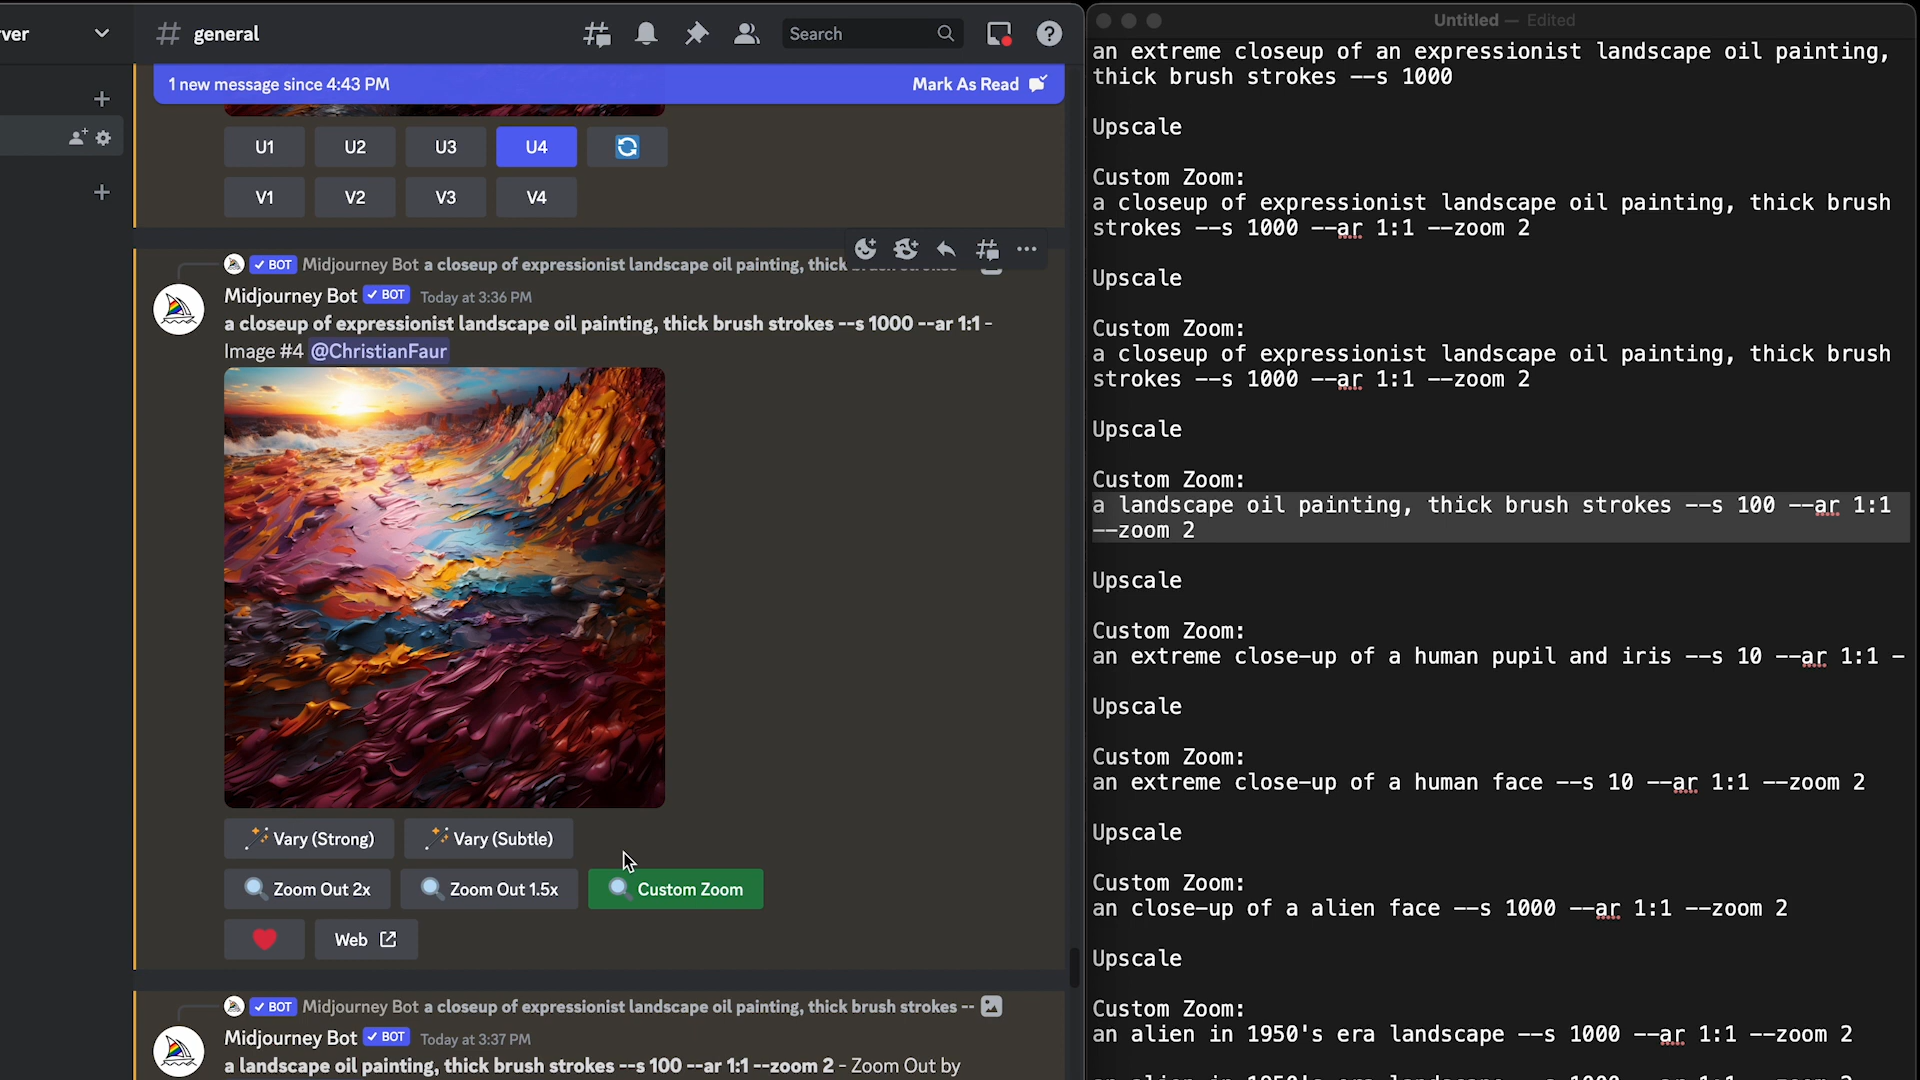 ver
general
Search
1 new message since 4:43 PM
Mark As Read
U1 U2 U3 U4
V1 V2 V3 V4
BOT Midjourney Bot a closeup of expressionist landscape oil painting, thick
Midjourney Bot BOT Today at 3:36 PM
a closeup of expressionist landscape oil painting, thick brush strokes --s 1000 --ar 1:1 -
Image #4 @ChristianFaur
Vary (Strong) Vary (Subtle)
Zoom Out 2x Zoom Out 1.5x Custom Zoom
Web
BOT Midjourney Bot a closeup of expressionist landscape oil painting, thick brush strokes --
Midjourney Bot BOT Today at 3:37 PM
a landscape oil painting, thick brush strokes --s 100 --ar 1:1 --zoom 2 - Zoom Out by
Untitled — Edited
an extreme closeup of an expressionist landscape oil painting,
thick brush strokes --s 1000
Upscale
Custom Zoom:
a closeup of expressionist landscape oil painting, thick brush
strokes --s 1000 --ar 1:1 --zoom 2
Upscale
Custom Zoom:
a closeup of expressionist landscape oil painting, thick brush
strokes --s 1000 --ar 1:1 --zoom 2
Upscale
Custom Zoom:
a landscape oil painting, thick brush strokes --s 100 --ar 1:1
--zoom 2
Upscale
Custom Zoom:
an extreme close-up of a human pupil and iris --s 10 --ar 1:1 -
Upscale
Custom Zoom:
an extreme close-up of a human face --s 10 --ar 1:1 --zoom 2
Upscale
Custom Zoom:
an close-up of a alien face --s 1000 --ar 1:1 --zoom 2
Upscale
Custom Zoom:
an alien in 1950's era landscape --s 1000 --ar 1:1 --zoom 2